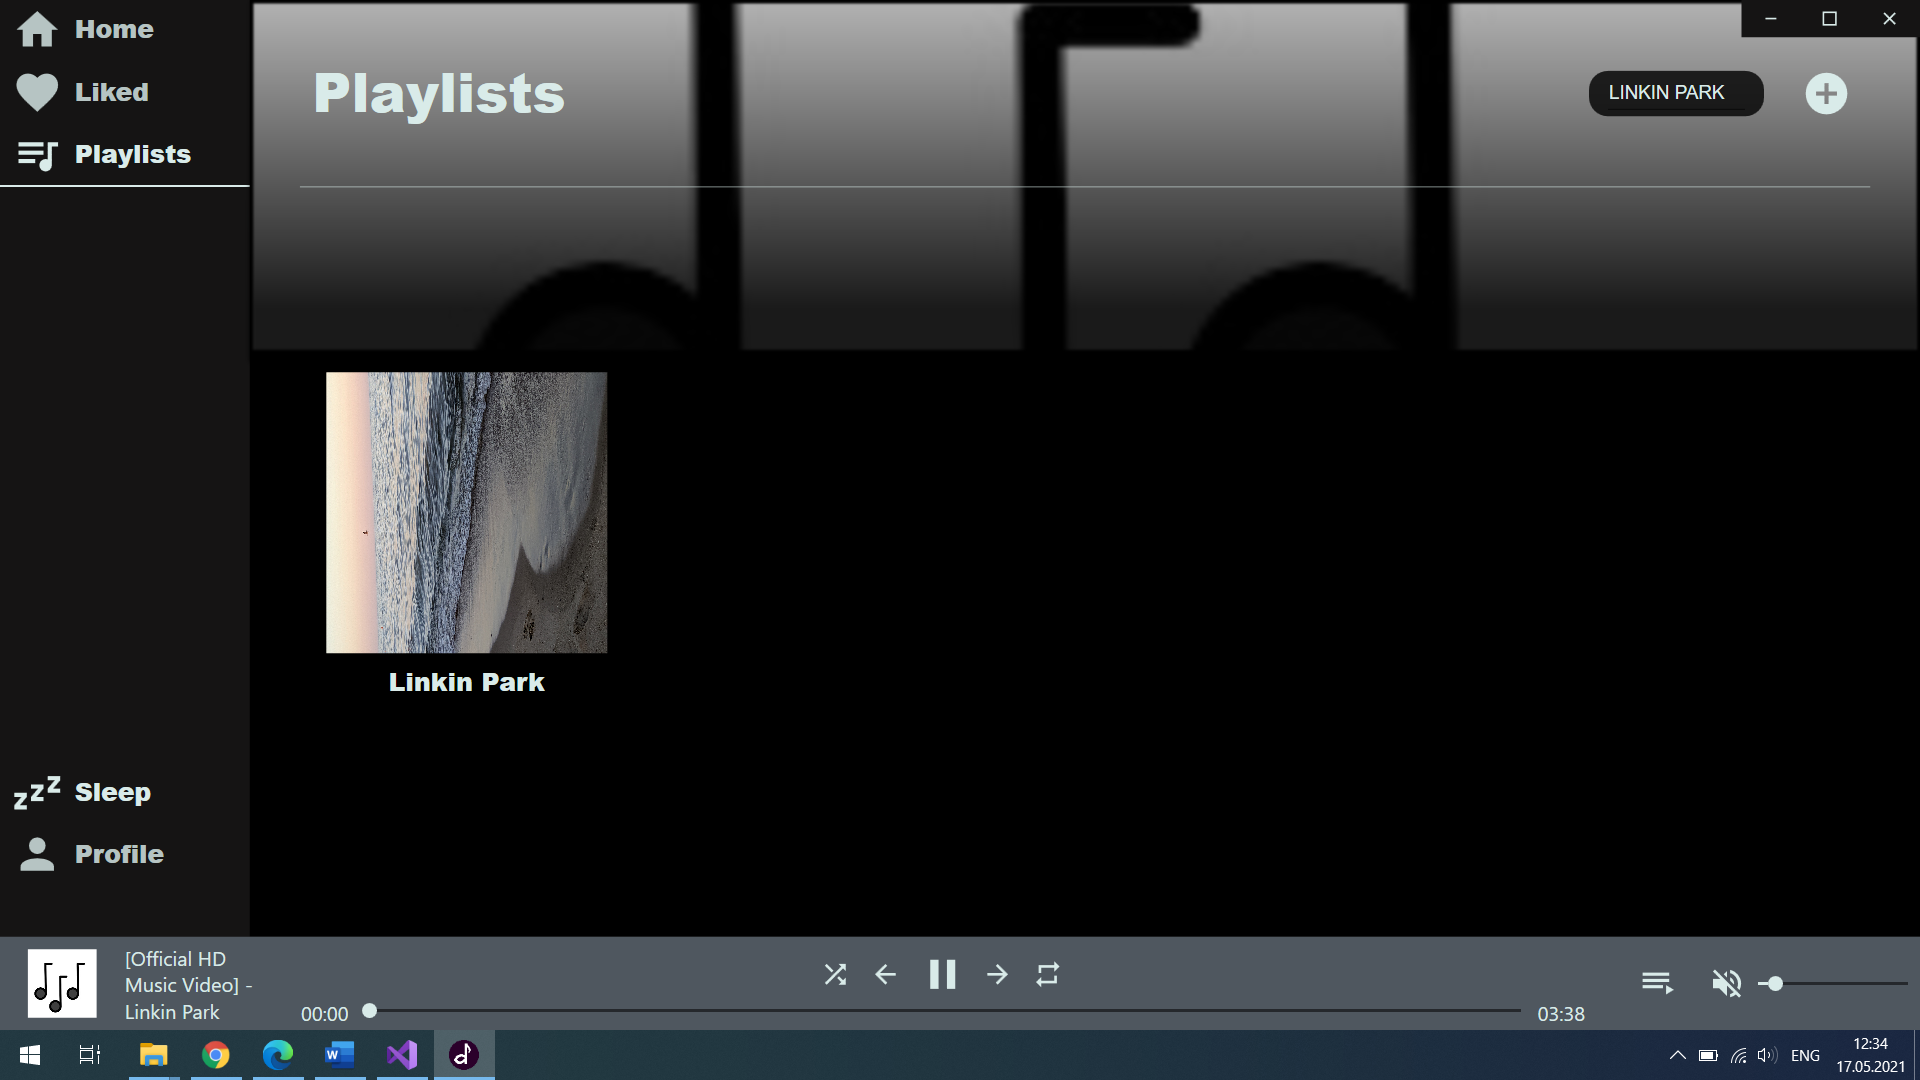 Home
Liked
Playlists
Playlists
LINKIN PARK
Linkin Park
Sleep
Profile
[Official HD
Music Video] -
Linkin Park
00:00
03:38
ENG
12:34
17.05.2021